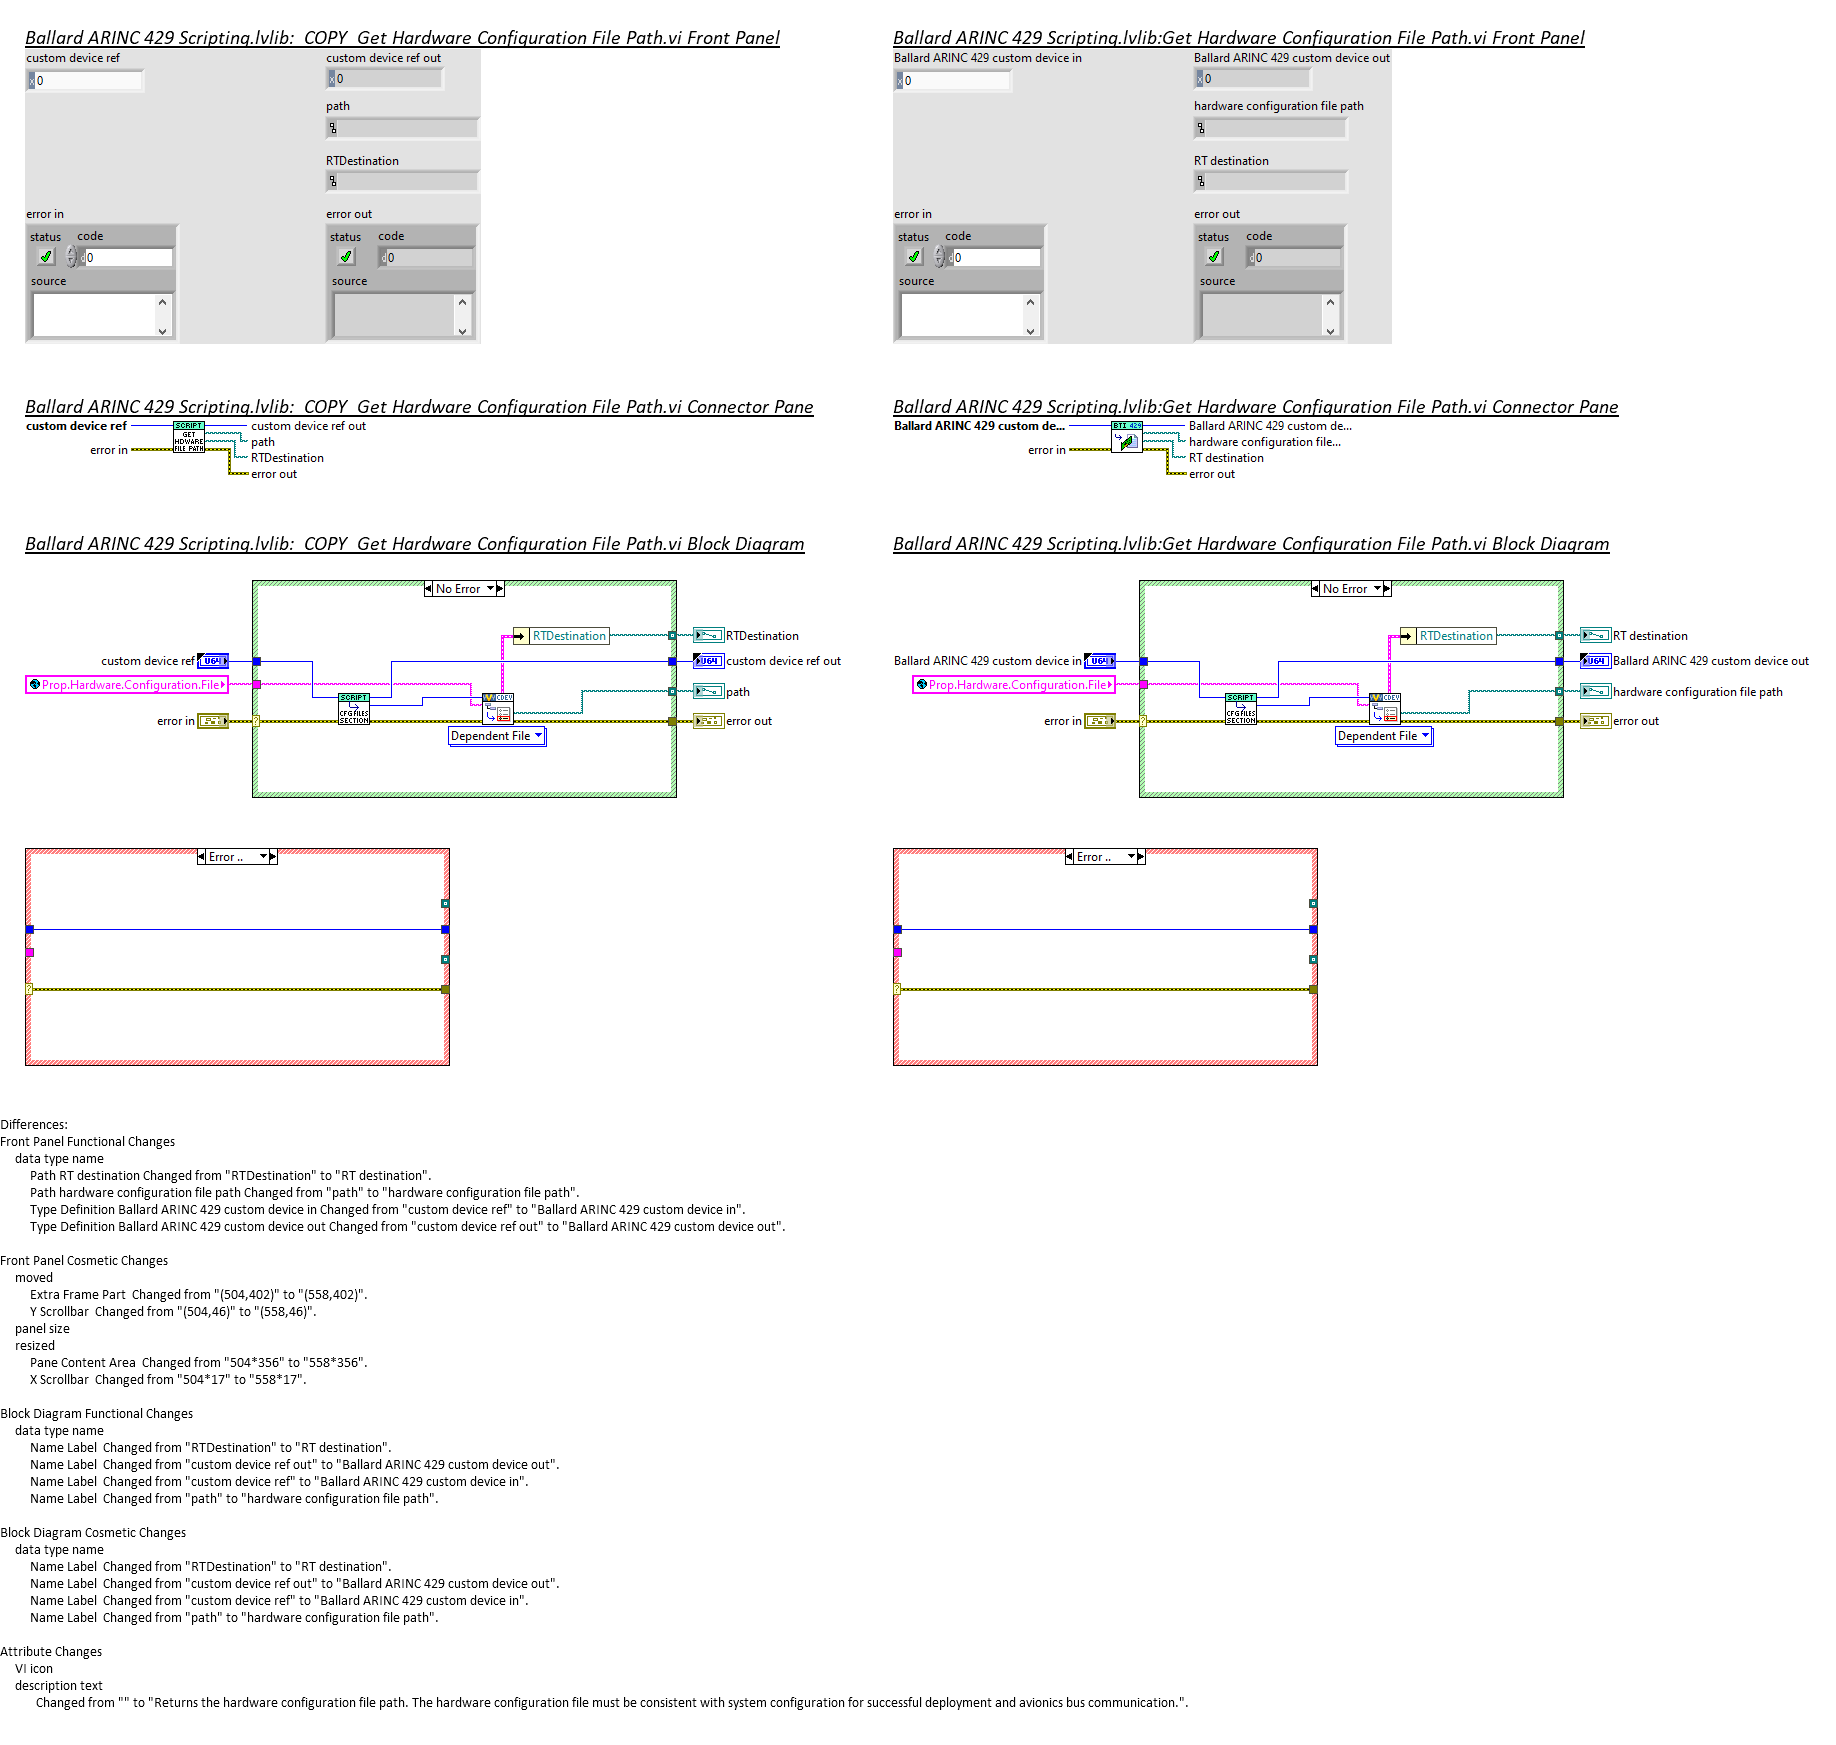 Ballard ARINC 429 Scripting.lvlib:_COPY_Get Hardware Configuration File Path.vi Front Panel
custom device ref
0
custom device ref out
0
path
RTDestination
error in
status code
0
source
error out
status code
0
source
Ballard ARINC 429 Scripting.lvlib:Get Hardware Configuration File Path.vi Front Panel
Ballard ARINC 429 custom device in
0
Ballard ARINC 429 custom device out
0
hardware configuration file path
RT destination
error in
status code
0
source
error out
status code
0
source
Ballard ARINC 429 Scripting.lvlib:_COPY_Get Hardware Configuration File Path.vi Connector Pane
custom device ref
error in
SCRIPT
GET
HDWARE
FILE PATH
custom device ref out
path
RTDestination
error out
Ballard ARINC 429 Scripting.lvlib:Get Hardware Configuration File Path.vi Connector Pane
Ballard ARINC 429 custom de...
error in
BTI 429
Ballard ARINC 429 custom de...
hardware configuration file...
RT destination
error out
Ballard ARINC 429 Scripting.lvlib:_COPY_Get Hardware Configuration File Path.vi Block Diagram
No Error
RTDestination
RTDestination
custom device ref
U64
U64
custom device ref out
Prop.Hardware.Configuration.File
SCRIPT
CFG FILES
SECTION
CDEV
path
error in
error out
Dependent File
Ballard ARINC 429 Scripting.lvlib:Get Hardware Configuration File Path.vi Block Diagram
No Error
RTDestination
RT destination
Ballard ARINC 429 custom device in
U64
U64
Ballard ARINC 429 custom device out
Prop.Hardware.Configuration.File
SCRIPT
CFG FILES
SECTION
CDEV
hardware configuration file path
error in
error out
Dependent File
Error ..
Error ..
Differences:
Front Panel Functional Changes
data type name
Path RT destination Changed from "RTDestination" to "RT destination".
Path hardware configuration file path Changed from "path" to "hardware configuration file path".
Type Definition Ballard ARINC 429 custom device in Changed from "custom device ref" to "Ballard ARINC 429 custom device in".
Type Definition Ballard ARINC 429 custom device out Changed from "custom device ref out" to "Ballard ARINC 429 custom device out".
Front Panel Cosmetic Changes
moved
Extra Frame Part  Changed from "(504,402)" to "(558,402)".
Y Scrollbar  Changed from "(504,46)" to "(558,46)".
panel size
resized
Pane Content Area  Changed from "504*356" to "558*356".
X Scrollbar  Changed from "504*17" to "558*17".
Block Diagram Functional Changes
data type name
Name Label  Changed from "RTDestination" to "RT destination".
Name Label  Changed from "custom device ref out" to "Ballard ARINC 429 custom device out".
Name Label  Changed from "custom device ref" to "Ballard ARINC 429 custom device in".
Name Label  Changed from "path" to "hardware configuration file path".
Block Diagram Cosmetic Changes
data type name
Name Label  Changed from "RTDestination" to "RT destination".
Name Label  Changed from "custom device ref out" to "Ballard ARINC 429 custom device out".
Name Label  Changed from "custom device ref" to "Ballard ARINC 429 custom device in".
Name Label  Changed from "path" to "hardware configuration file path".
Attribute Changes
VI icon
description text
Changed from "" to "Returns the hardware configuration file path. The hardware configuration file must be consistent with system configuration for successful deployment and avionics bus communication.".